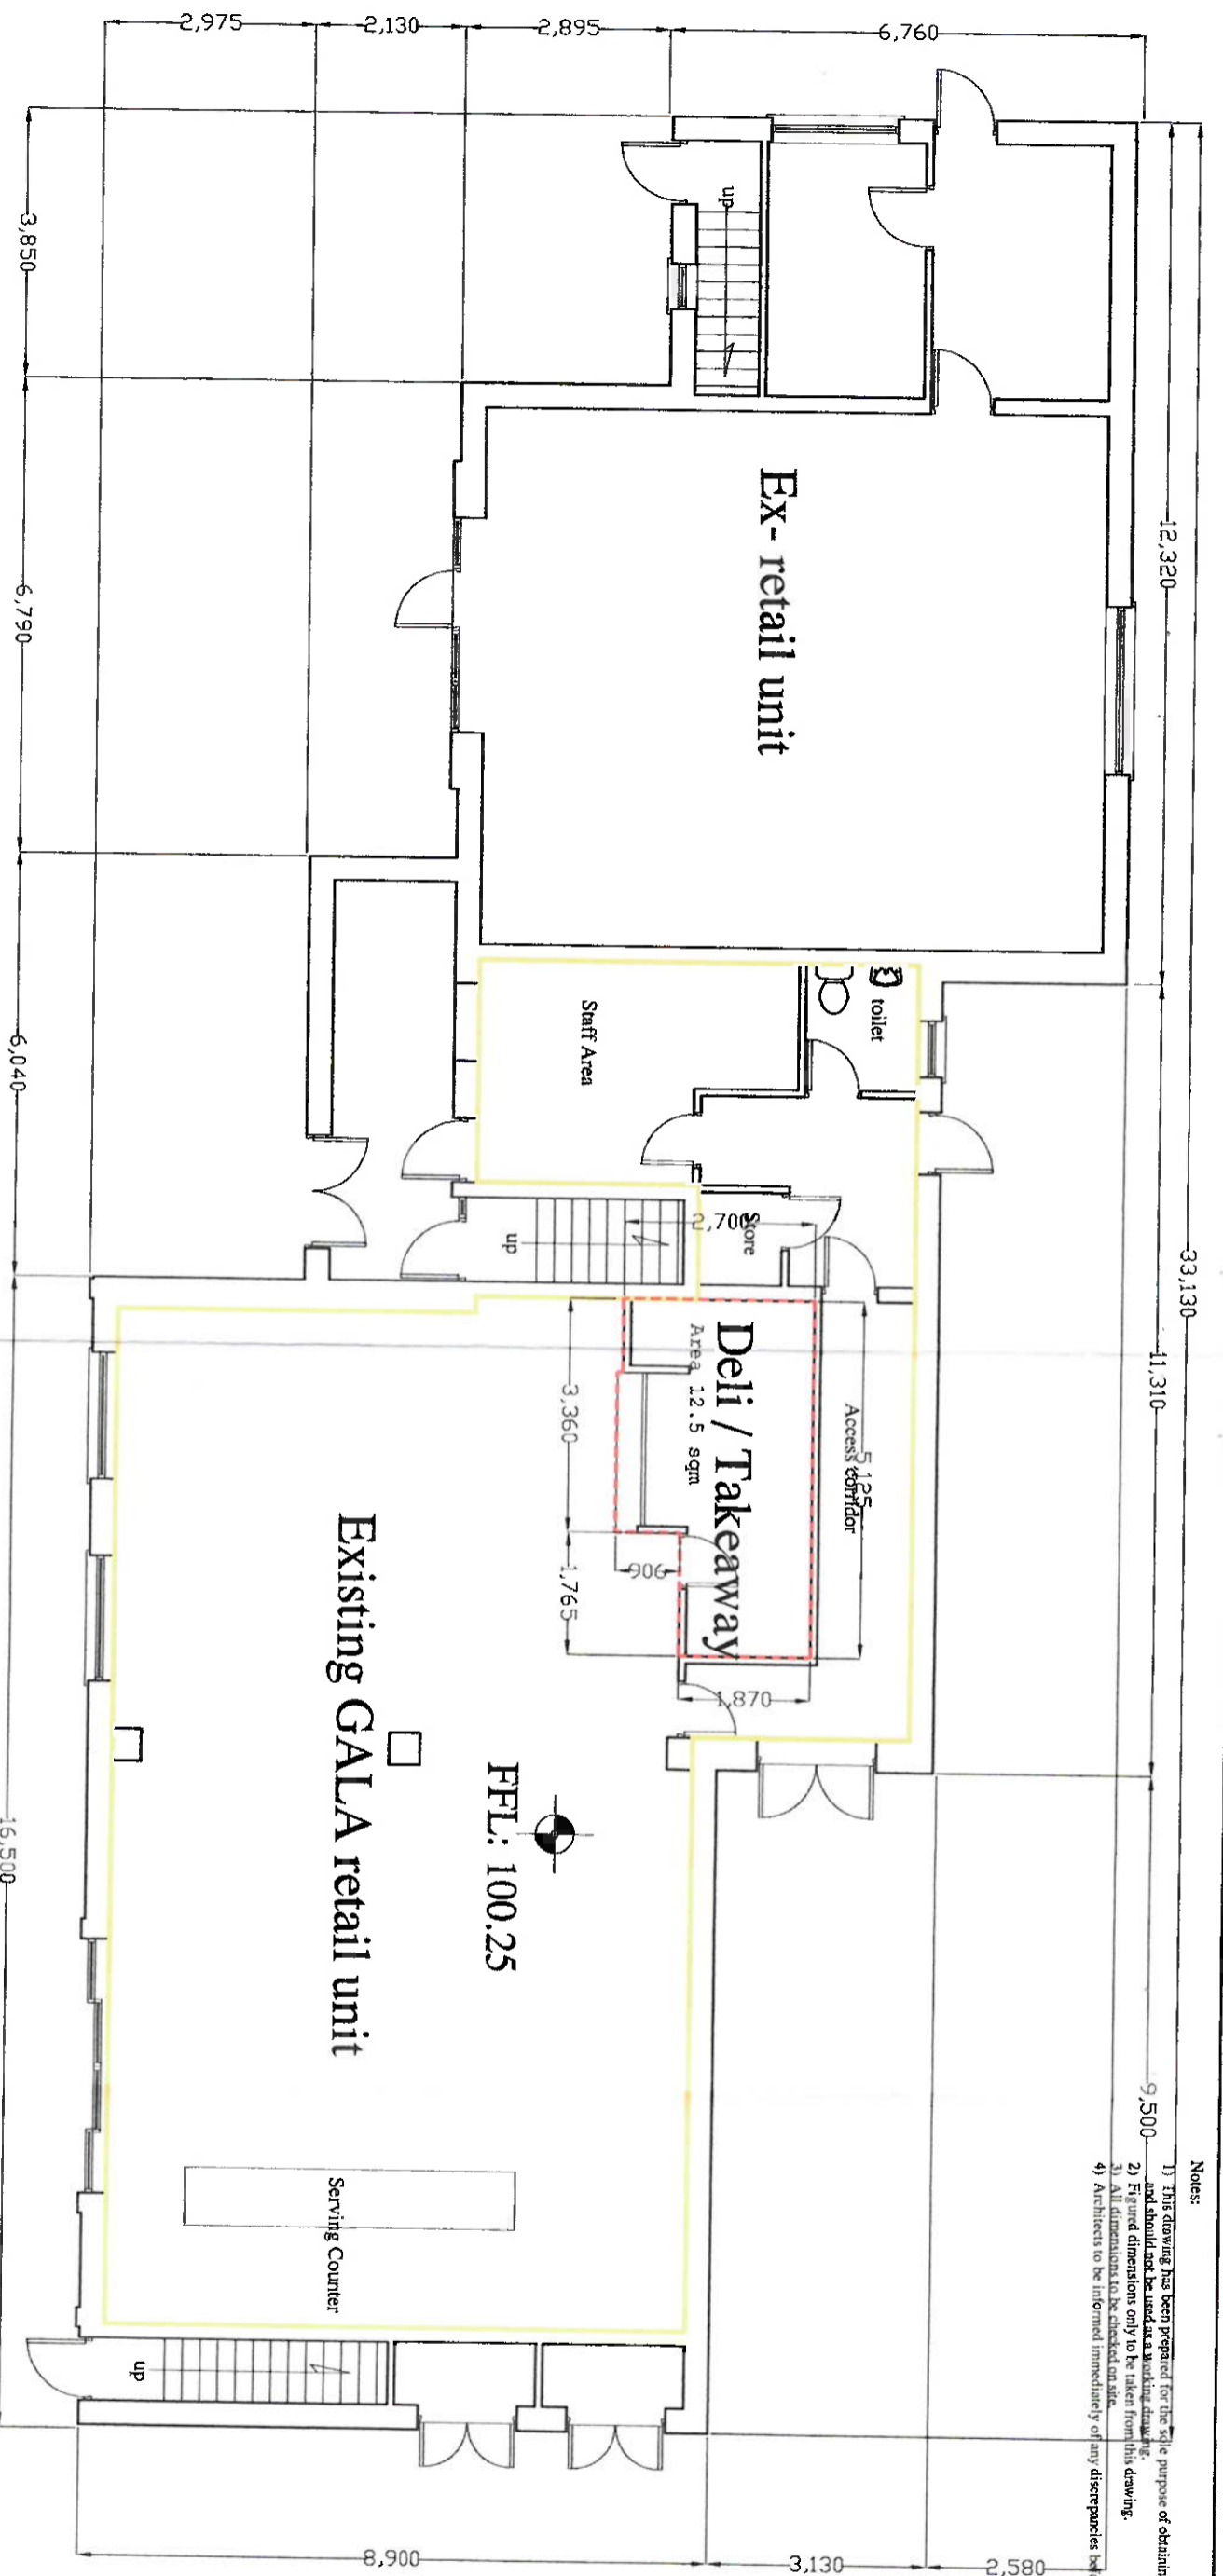 Notes:
1) This drawing has been prepared for the sole purpose of
and should not be used as a working drawing.
2) Figured dimensions only to be taken from this drawing.
3) All dimensions to be checked on site.
4) Architects to be informed immediately of any discrepancies
33,130
12,320
11,310
9,500
6,760
2,895
2,130
2,975
up
Ex- retail unit
toilet
Staff Area
Store
2,700
up
Access corridor
5,125
Deli / Takeaway
Area 12.5 sqm
3,360
1,765
906
1,870
FFL: 100.25
Existing GALA retail unit
Serving Counter
up
3,850
6,790
6,040
16,500
8,900
3,130
2,580